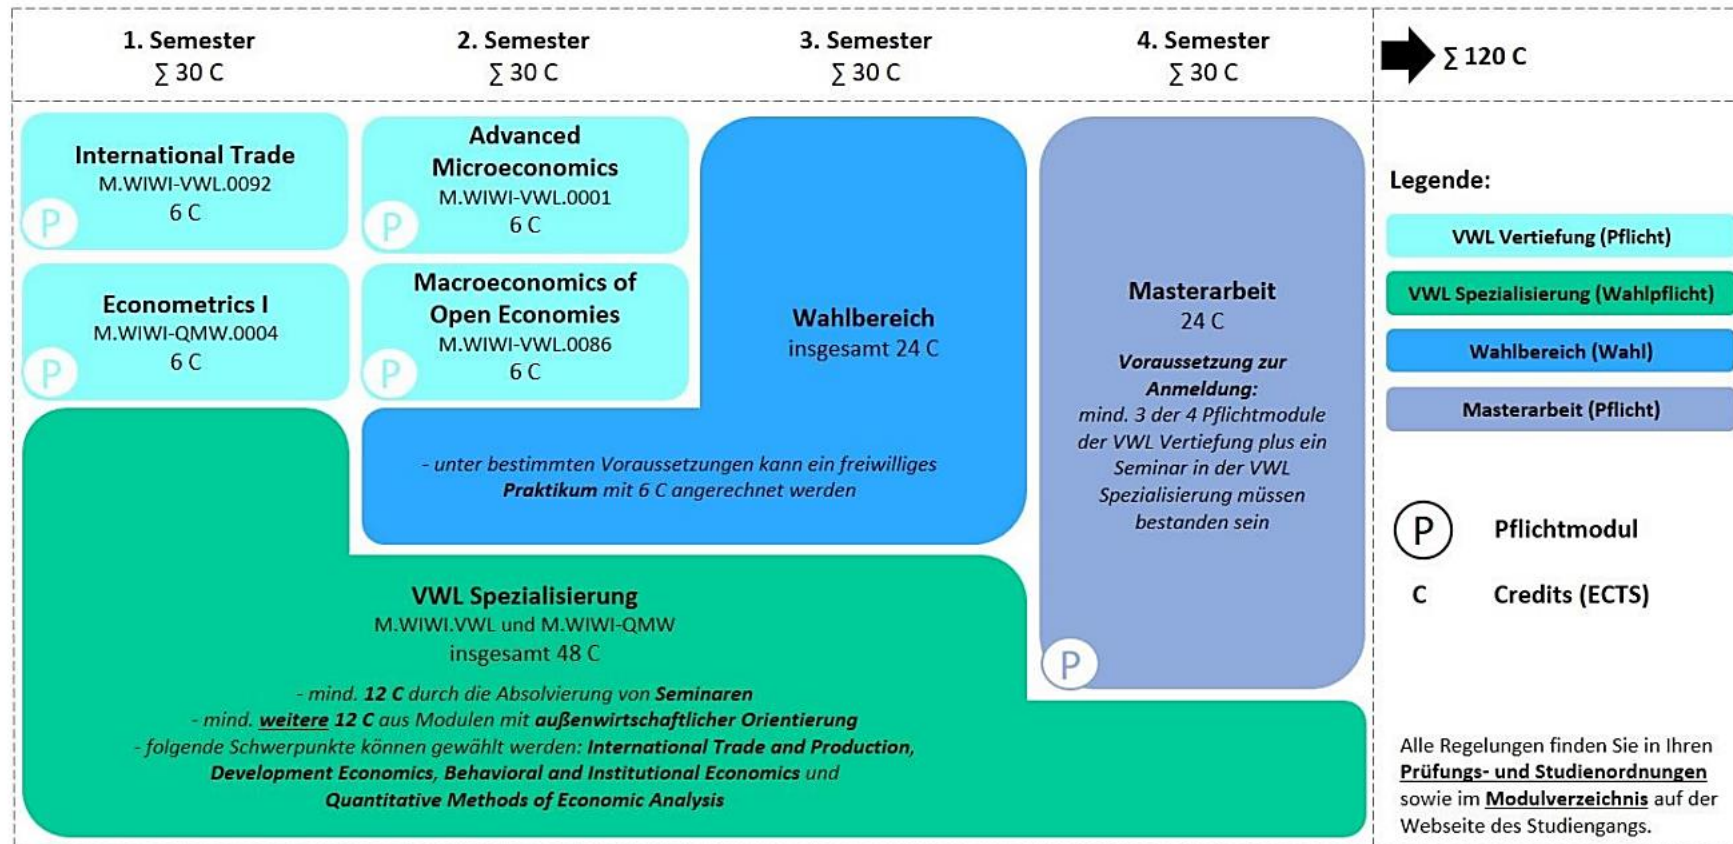 1. Semester
∑ 30 C
2. Semester
∑ 30 C
3. Semester
∑ 30 C
4. Semester
∑ 30 C
∑ 120 C
International Trade
M.WIWI-VWL.0092
6 C
P
Econometrics I
M.WIWI-QMW.0004
6 C
P
Advanced
Microeconomics
M.WIWI-VWL.0001
6 C
P
Macroeconomics of
Open Economies
M.WIWI-VWL.0086
6 C
P
Wahlbereich
insgesamt 24 C
- unter bestimmten Voraussetzungen kann ein freiwilliges
Praktikum mit 6 C angerechnet werden
Masterarbeit
24 C
Voraussetzung zur
Anmeldung:
mind. 3 der 4 Pflichtmodule
der VWL Vertiefung plus ein
Seminar in der VWL
Spezialisierung müssen
bestanden sein
P
VWL Spezialisierung
M.WIWI.VWL und M.WIWI-QMW
insgesamt 48 C
- mind. 12 C durch die Absolvierung von Seminaren
- mind. weitere 12 C aus Modulen mit außenwirtschaftlicher Orientierung
- folgende Schwerpunkte können gewählt werden: International Trade and Production,
Development Economics, Behavioral and Institutional Economics und
Quantitative Methods of Economic Analysis
Legende:
VWL Vertiefung (Pflicht)
VWL Spezialisierung (Wahlpflicht)
Wahlbereich (Wahl)
Masterarbeit (Pflicht)
P Pflichtmodul
C Credits (ECTS)
Alle Regelungen finden Sie in Ihren
Prüfungs- und Studienordnungen
sowie im Modulverzeichnis auf der
Webseite des Studiengangs.